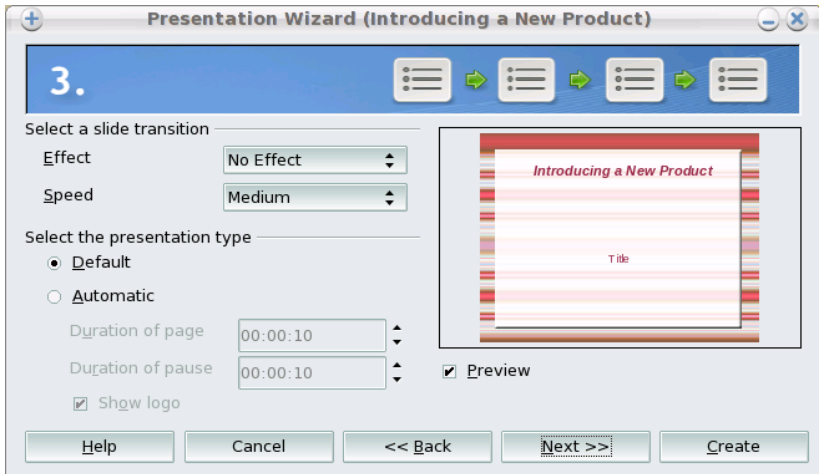 Presentation Wizard (Introducing a New Product)
3.
Select a slide transition
Effect
No Effect
Speed
Medium
Select the presentation type
Default
Automatic
Duration of page
00:00:10
Duration of pause
00:00:10
Show logo
Introducing a New Product
Title
Preview
Help
Cancel
<< Back
Next >>
Create